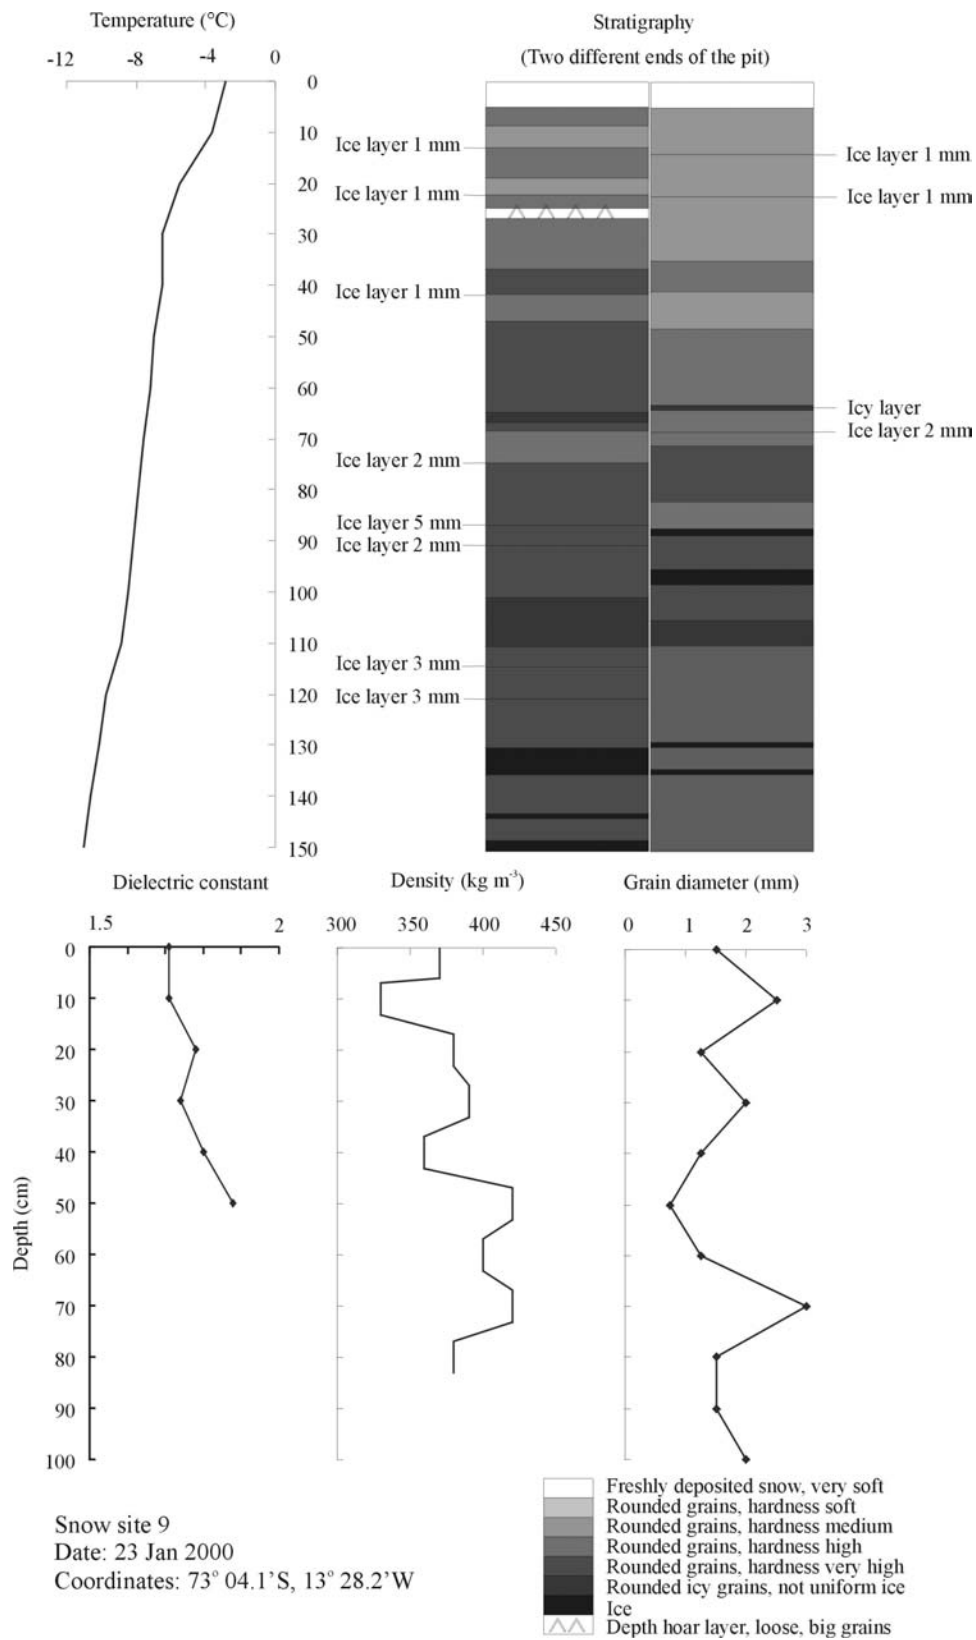 Temperature (°C)
-12 -8 -4 0
Stratigraphy
(Two different ends of the pit)
0
10
20
30
40
50
60
70
80
90
100
110
120
130
140
150
Ice layer 1 mm
Ice layer 1 mm
Ice layer 1 mm
Ice layer 2 mm
Ice layer 5 mm
Ice layer 2 mm
Ice layer 3 mm
Ice layer 3 mm
Ice layer 1 mm
Ice layer 1 mm
Icy layer
Ice layer 2 mm
Dielectric constant
1.5 2
Depth (cm)
0
10
20
30
40
50
60
70
80
90
100
Density (kg m-3)
300 350 400 450
Grain diameter (mm)
0 1 2 3
Snow site 9
Date: 23 Jan 2000
Coordinates: 73° 04.1'S, 13° 28.2'W
Freshly deposited snow, very soft
Rounded grains, hardness soft
Rounded grains, hardness medium
Rounded grains, hardness high
Rounded grains, hardness very high
Rounded icy grains, not uniform ice
Ice
Depth hoar layer, loose, big grains